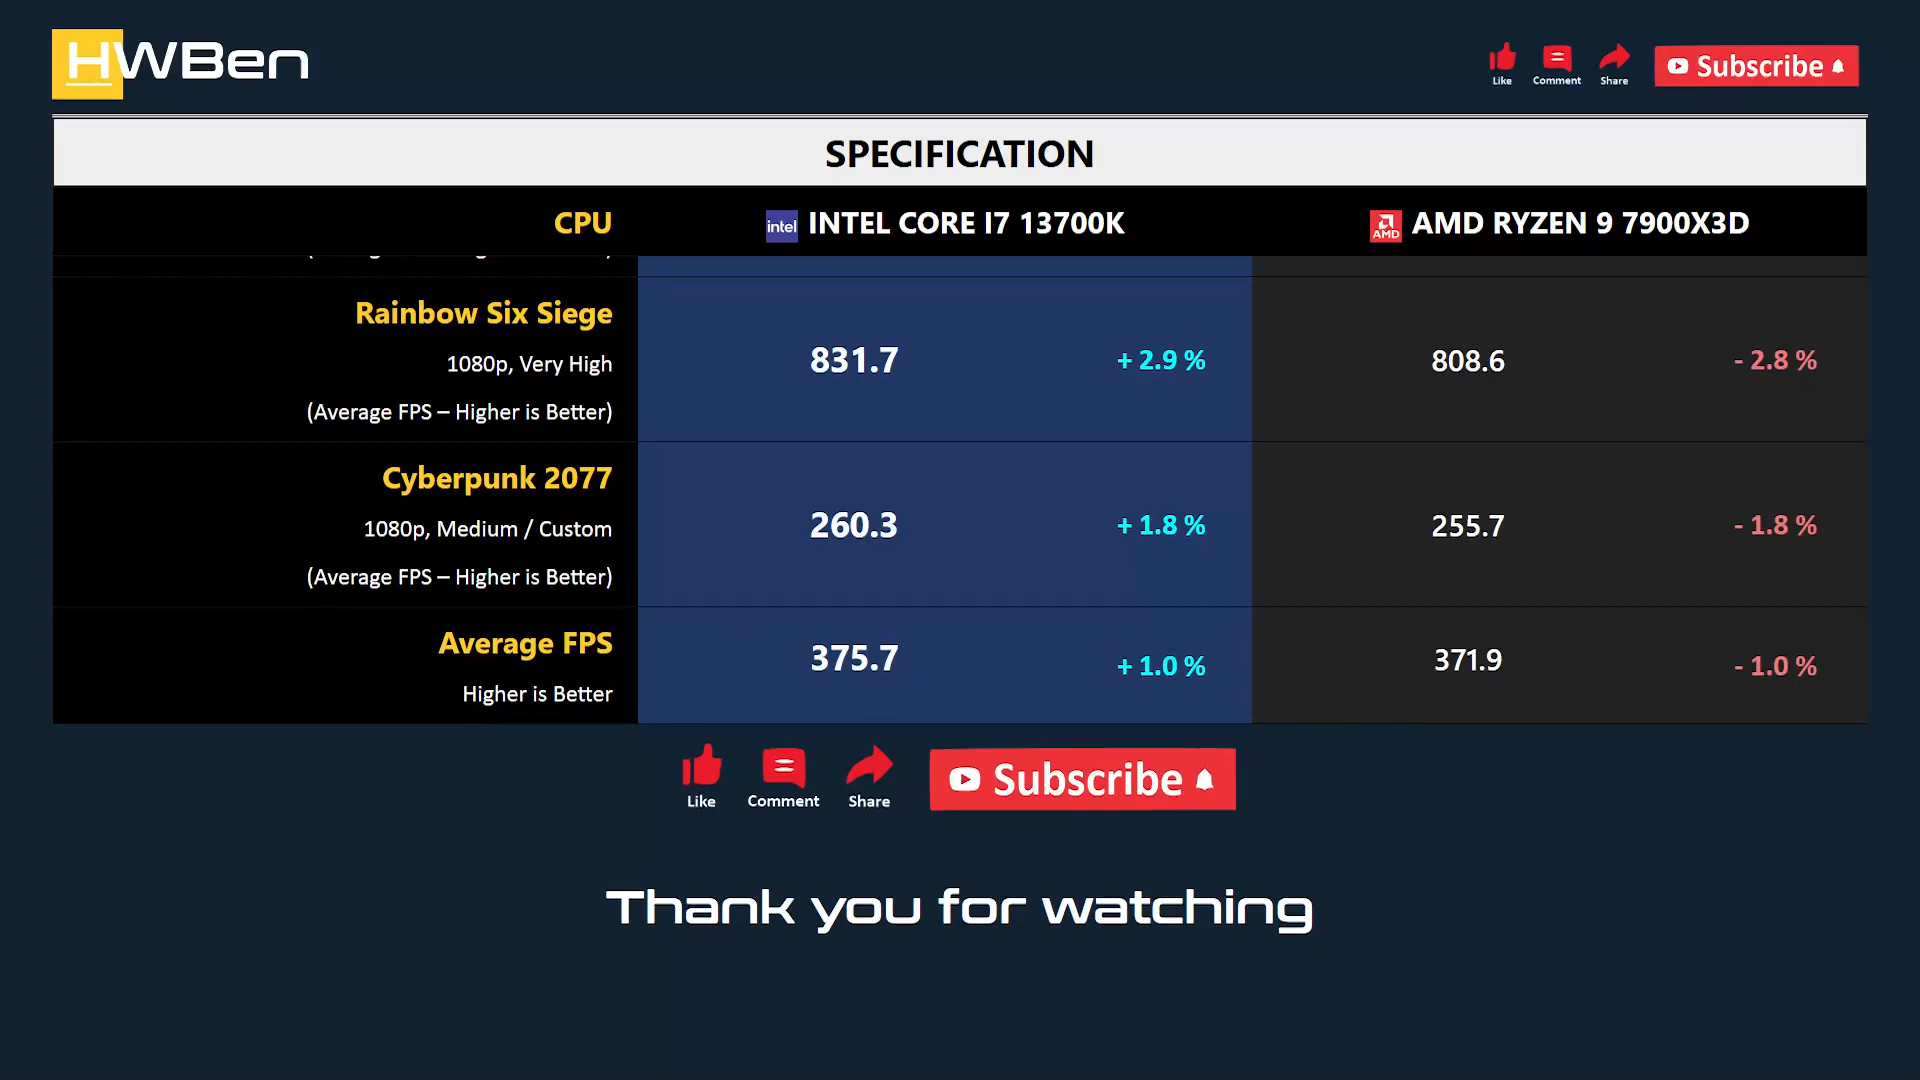 HWBen
Like
Comment
Share
Subscribe
SPECIFICATION
CPU
intel INTEL CORE I7 13700K
AMD AMD RYZEN 9 7900X3D
Rainbow Six Siege
1080p, Very High
(Average FPS – Higher is Better)
831.7
+ 2.9 %
808.6
- 2.8 %
Cyberpunk 2077
1080p, Medium / Custom
(Average FPS – Higher is Better)
260.3
+ 1.8 %
255.7
- 1.8 %
Average FPS
Higher is Better
375.7
+ 1.0 %
371.9
- 1.0 %
Like
Comment
Share
Subscribe
Thank you for watching